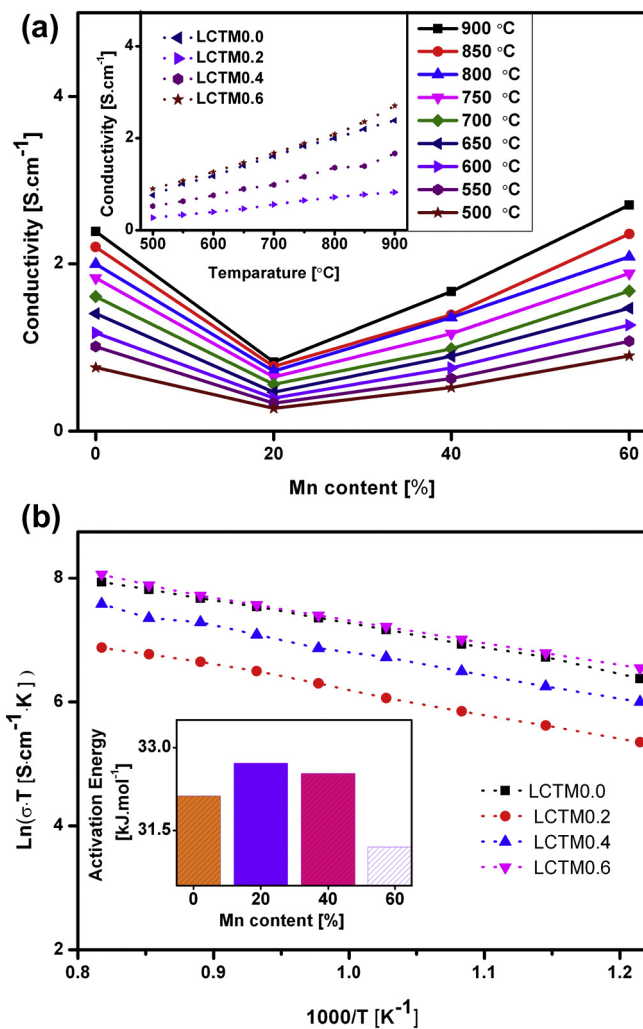 (a)
Conductivity [S.cm-1]
4
2
0
0 20 40 60
Mn content [%]
Conductivity [S.cm-1]
4
2
0
LCTM0.0
LCTM0.2
LCTM0.4
LCTM0.6
500 600 700 800 900
Temparature [°C]
900 °C
850 °C
800 °C
750 °C
700 °C
650 °C
600 °C
550 °C
500 °C
(b)
Ln(σ·T [S·cm-1·K])
8
6
4
2
0.8 0.9 1.0 1.1 1.2
1000/T [K-1]
Activation Energy
[kJ.mol-1]
33.0
31.5
0 20 40 60
Mn content [%]
LCTM0.0
LCTM0.2
LCTM0.4
LCTM0.6